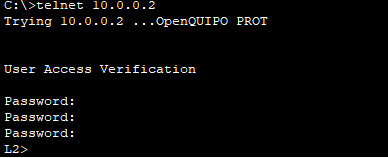 C:\>telnet 10.0.0.2
Trying 10.0.0.2 ...OpenQUIPO PROT
User Access Verification
Password:
Password:
Password:
L2>